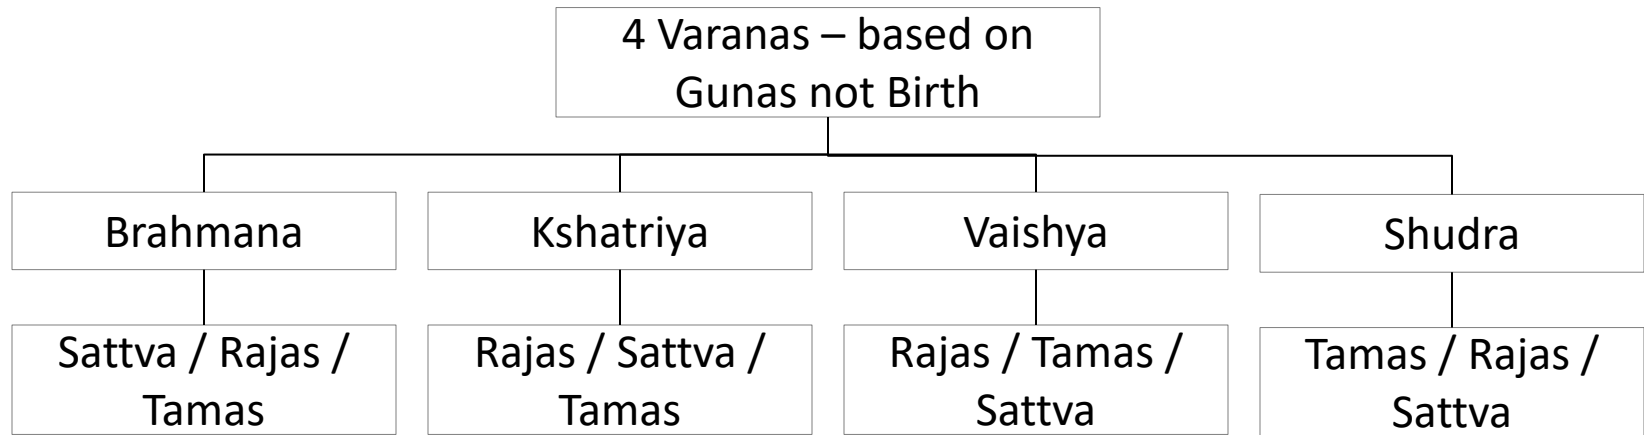 4 Varanas – based on
Gunas not Birth
Brahmana
Kshatriya
Vaishya
Shudra
Sattva / Rajas /
Tamas
Rajas / Sattva /
Tamas
Rajas / Tamas /
Sattva
Tamas / Rajas /
Sattva